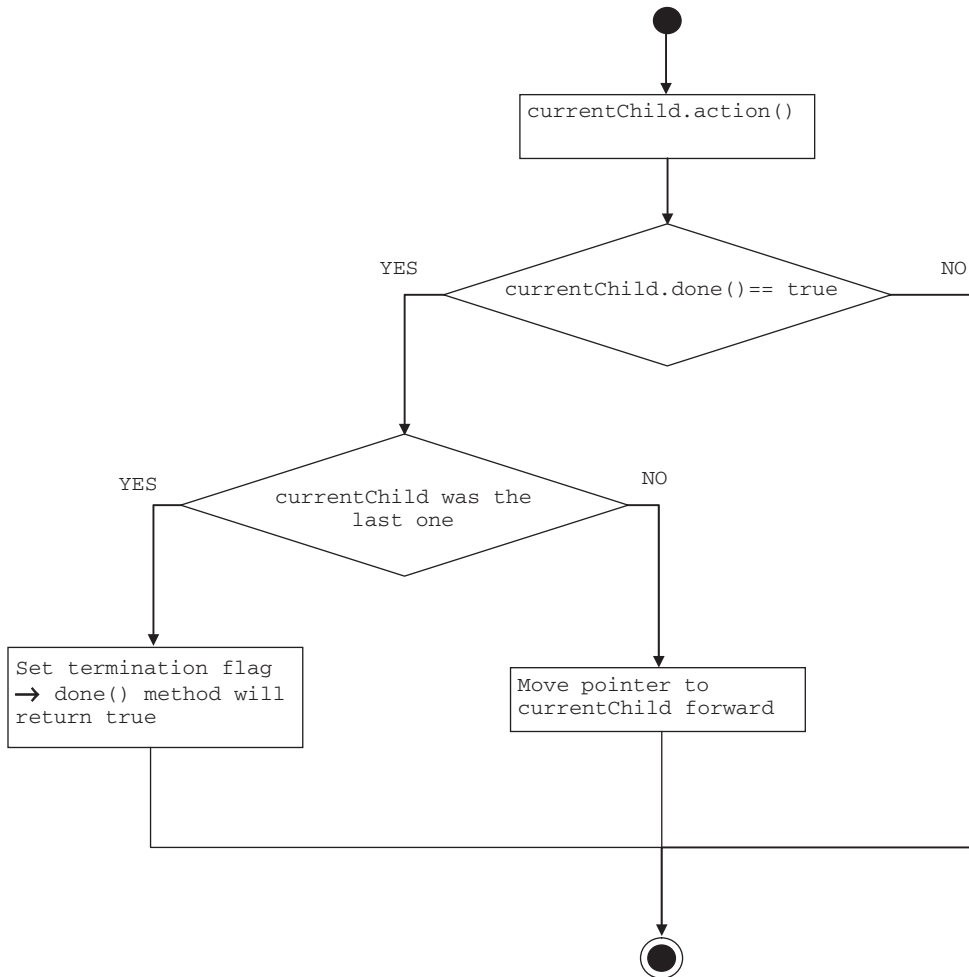 currentChild.action()
YES
NO
currentChild.done()== true
YES
NO
currentChild was the
last one
Set termination flag
→ done() method will
return true
Move pointer to
currentChild forward